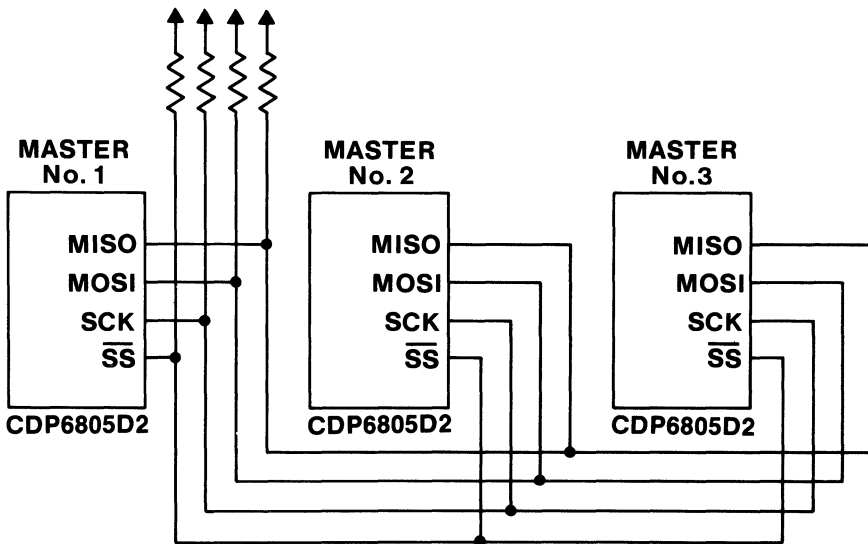 MASTER
No. 1
MISO
MOSI
SCK
SS
CDP6805D2
MASTER
No. 2
MISO
MOSI
SCK
SS
CDP6805D2
MASTER
No.3
MISO
MOSI
SCK
SS
CDP6805D2